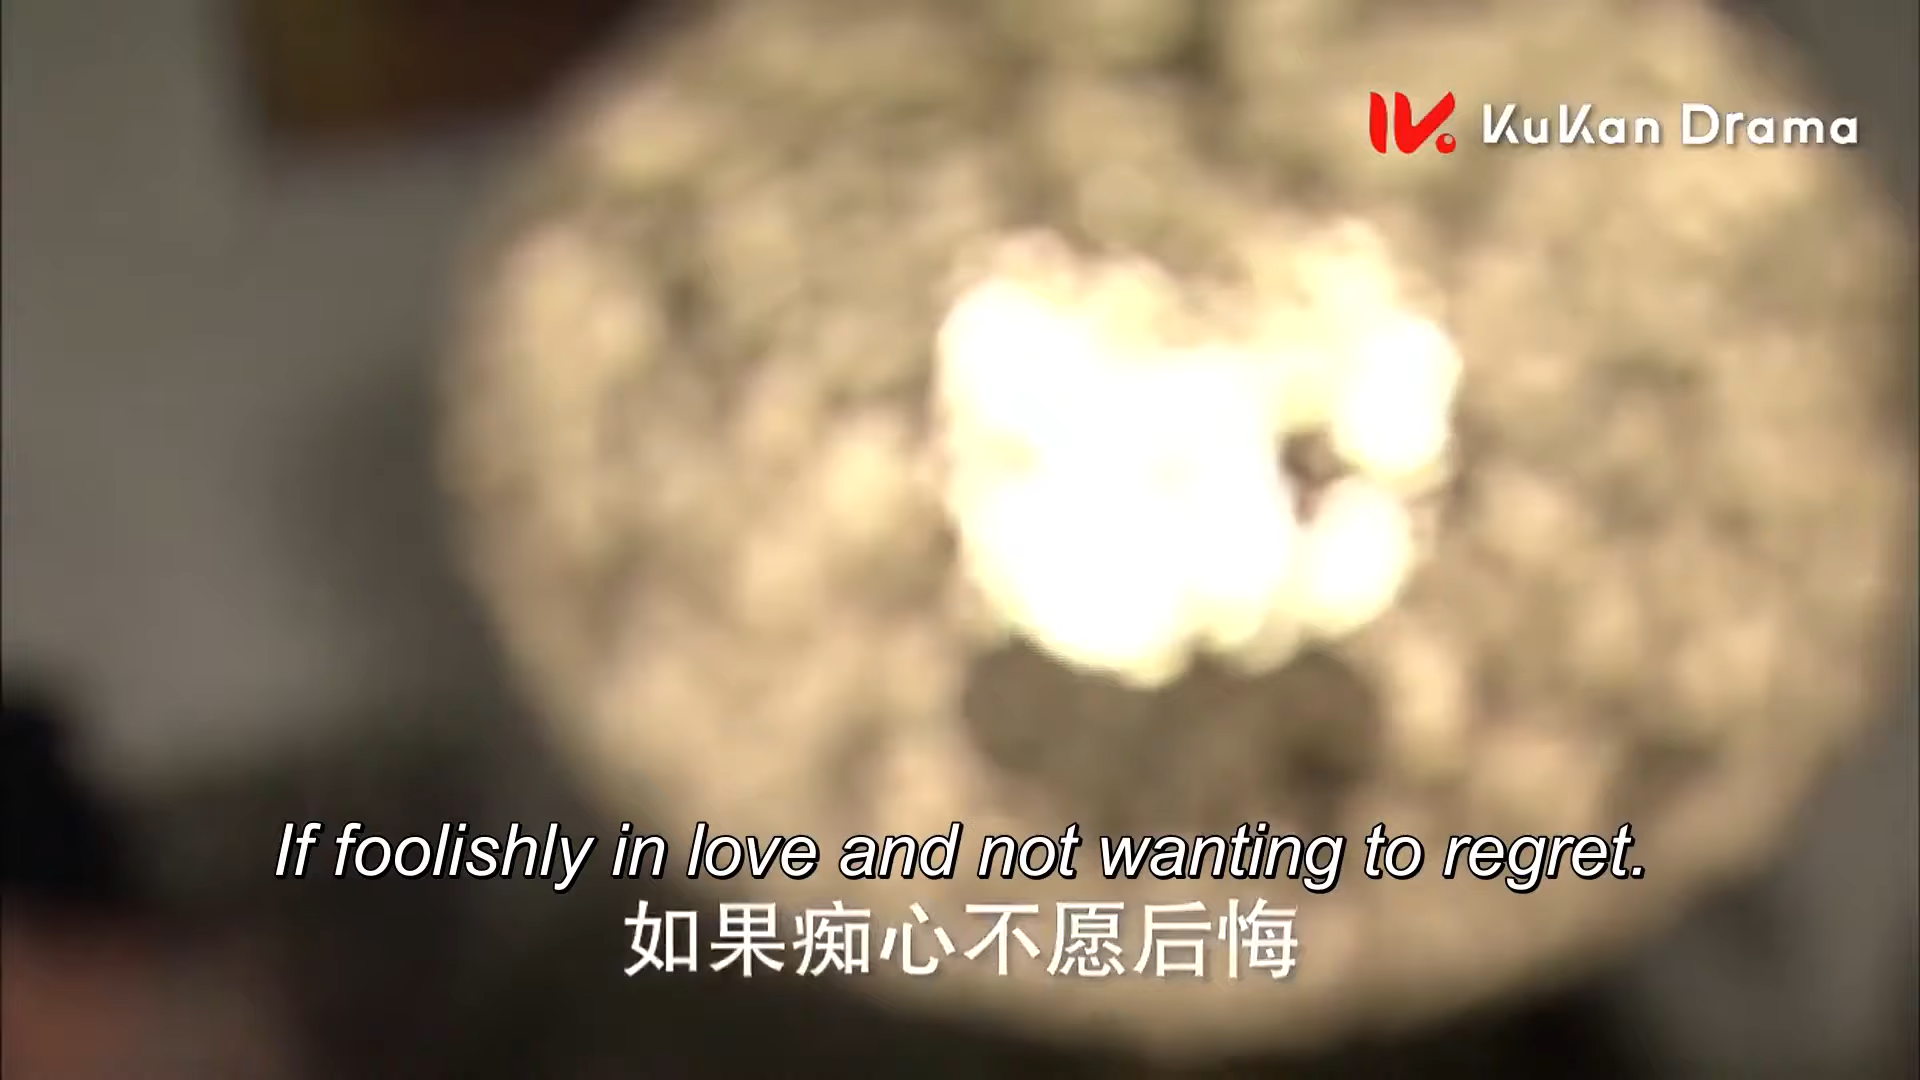 KuKan Drama
If foolishly in love and not wanting to regret.
如果痴心不愿后悔